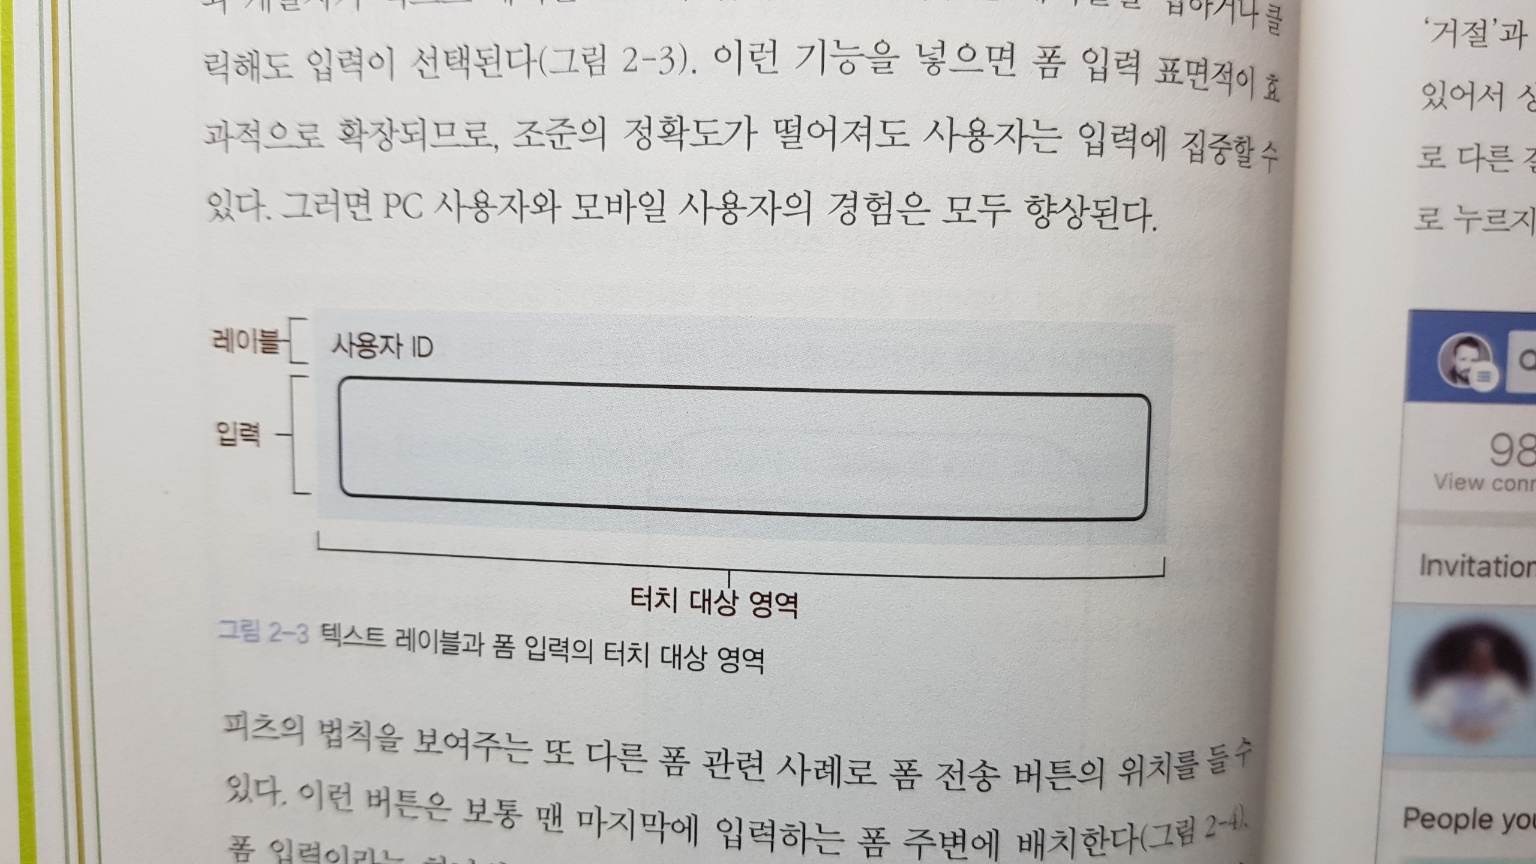 릭해도 입력이 선택된다(그림 2-3). 이런 기능을 넣으면 폼 입력 표면적이 효
과적으로 확장되므로, 조준의 정확도가 떨어져도 사용자는 입력에 집중할 수
있다. 그러면 PC 사용자와 모바일 사용자의 경험은 모두 향상된다.
레이블
사용자 ID
입력
터치 대상 영역
그림 2-3 텍스트 레이블과 폼 입력의 터치 대상 영역
피츠의 법칙을 보여주는 또 다른 폼 관련 사례로 폼 전송 버튼의 위치를 들 수
있다. 이런 버튼은 보통 맨 마지막에 입력하는 폼 주변에 배치한다(그림 2-4).
폼 입력이라는
'거절'과
있어서
로 다른
로 누르지
98
View conn
Invitation
People you